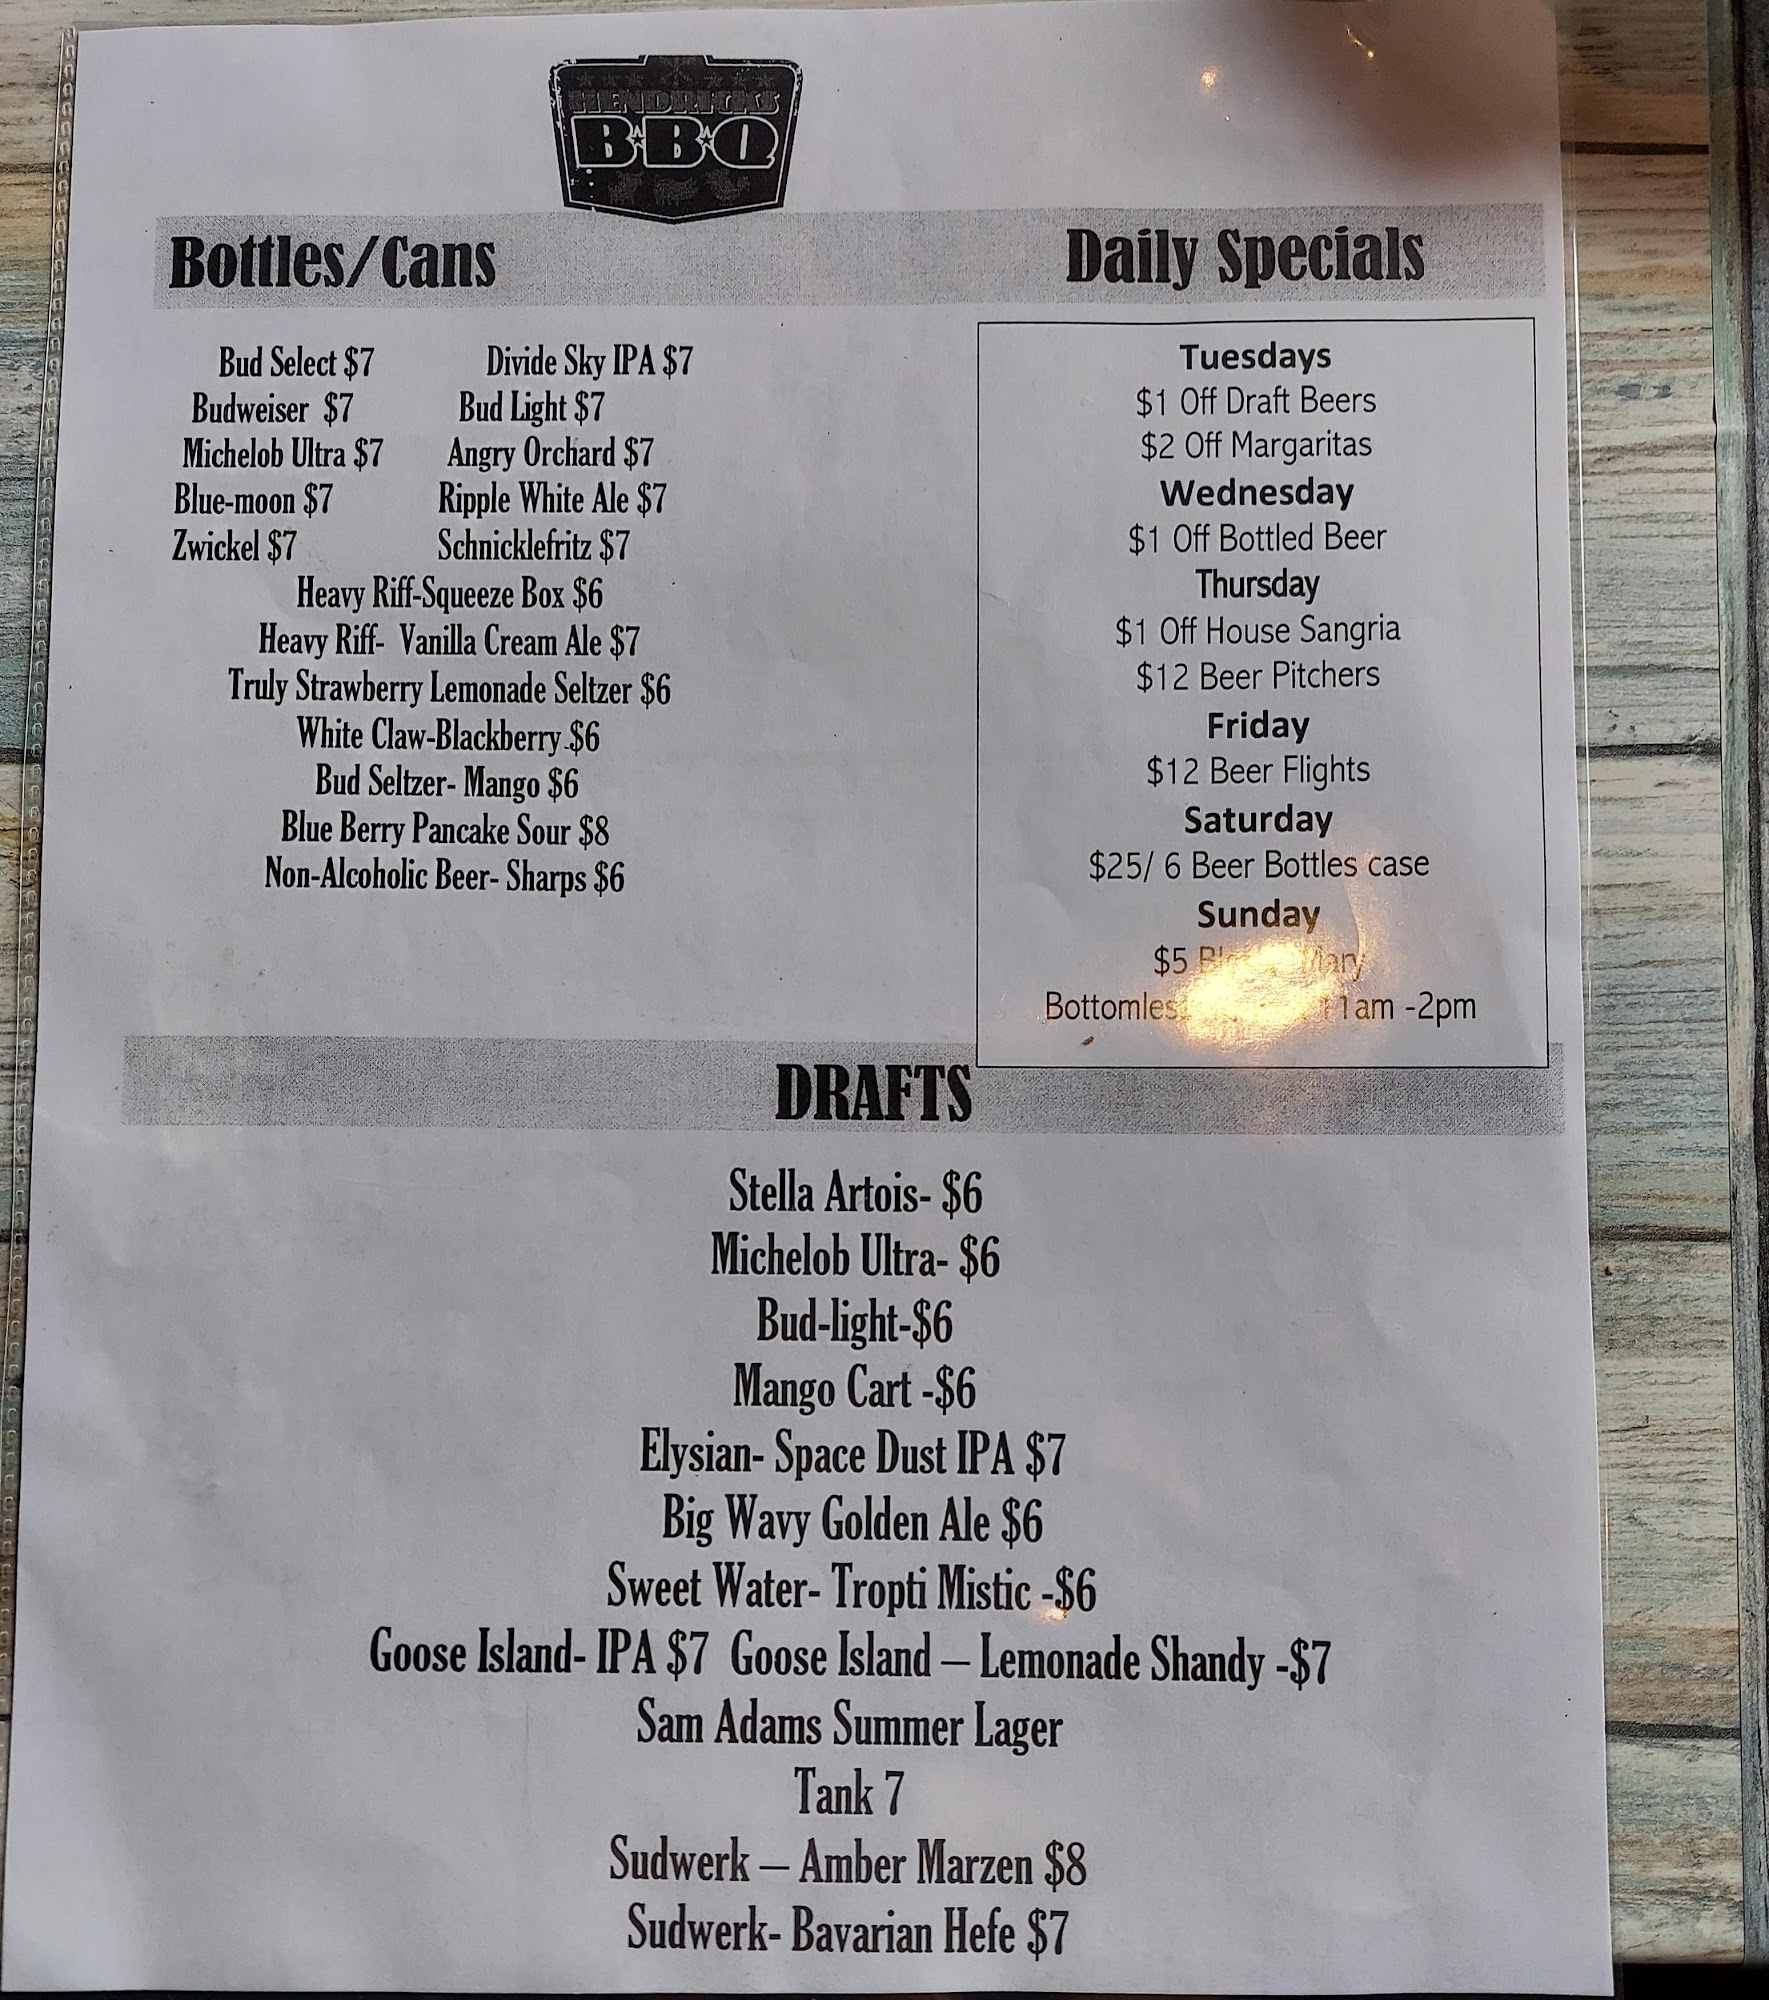 HENDRICKS
BBQ
Bottles/Cans
Bud Select $7 Divide Sky IPA $7
Budweiser $7 Bud Light $7
Michelob Ultra $7 Angry Orchard $7
Blue-moon $7 Ripple White Ale $7
Zwickel $7 Schnicklefritz $7
Heavy Riff-Squeeze Box $6
Heavy Riff- Vanilla Cream Ale $7
Truly Strawberry Lemonade Seltzer $6
White Claw-Blackberry $6
Bud Seltzer- Mango $6
Blue Berry Pancake Sour $8
Non-Alcoholic Beer- Sharps $6
Daily Specials
Tuesdays
$1 Off Draft Beers
$2 Off Margaritas
Wednesday
$1 Off Bottled Beer
Thursday
$1 Off House Sangria
$12 Beer Pitchers
Friday
$12 Beer Flights
Saturday
$25/ 6 Beer Bottles case
Sunday
$5 Mary
Bottomless 11am -2pm
DRAFTS
Stella Artois- $6
Michelob Ultra- $6
Bud-light-$6
Mango Cart -$6
Elysian- Space Dust IPA $7
Big Wavy Golden Ale $6
Sweet Water- Tropti Mistic -$6
Goose Island- IPA $7 Goose Island – Lemonade Shandy -$7
Sam Adams Summer Lager
Tank 7
Sudwerk – Amber Marzen $8
Sudwerk- Bavarian Hefe $7